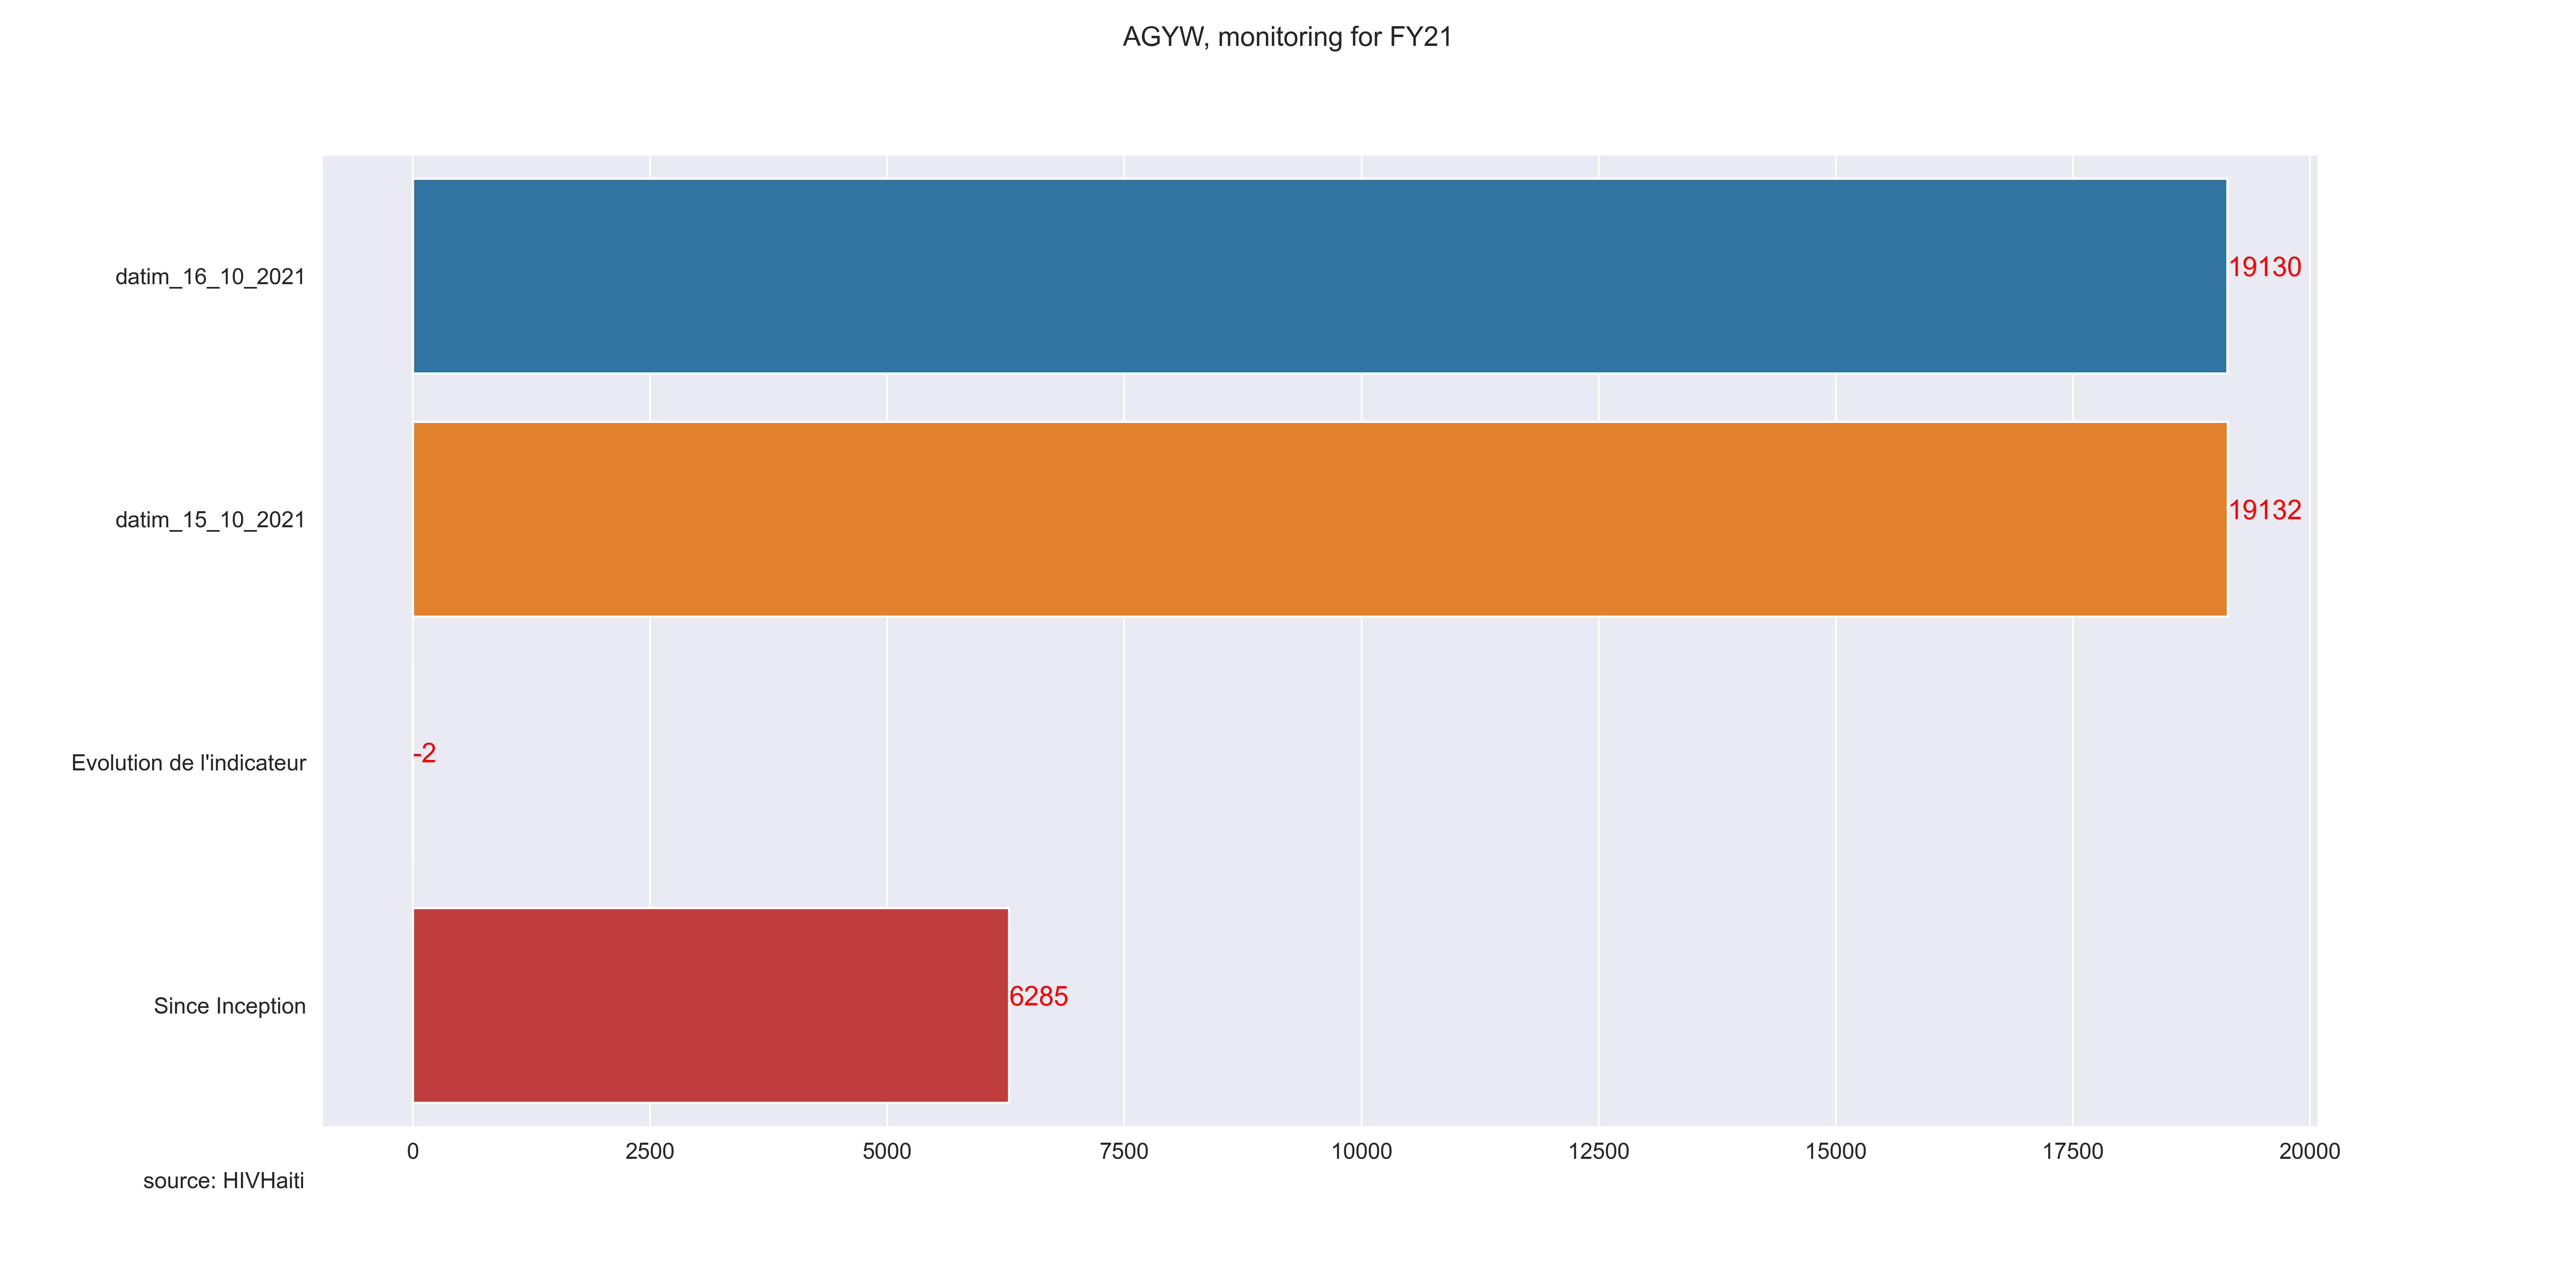 AGYW, monitoring for FY21
datim_16_10_2021
19130
datim_15_10_2021
19132
Evolution de l'indicateur
-2
Since Inception
6285
0 2500 5000 7500 10000 12500 15000 17500 20000
source: HIVHaiti